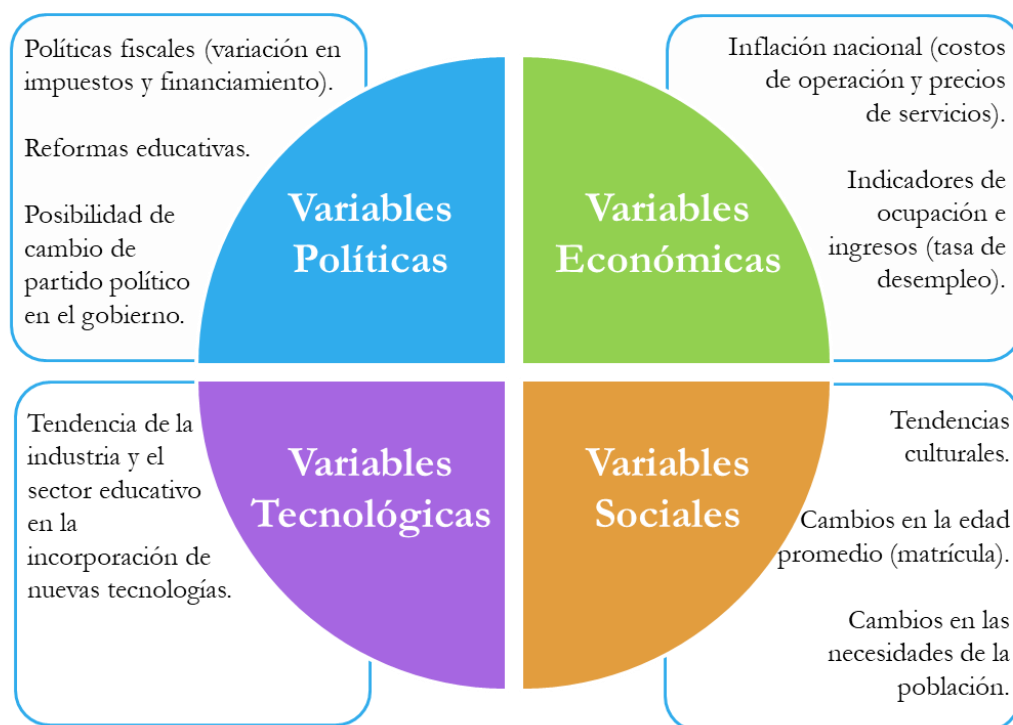 Políticas fiscales (variación en
impuestos y financiamiento).
Reformas educativas.
Posibilidad de
cambio de
partido político
en el gobierno.
Variables
Políticas
Inflación nacional (costos
de operación y precios
de servicios).
Indicadores de
ocupación e
ingresos (tasa de
desempleo).
Variables
Económicas
Tendencia de la
industria y el
sector educativo
en la
incorporación de
nuevas tecnologías.
Variables
Tecnológicas
Tendencias
culturales.
Cambios en la edad
promedio (matrícula).
Cambios en las
necesidades de la
población.
Variables
Sociales